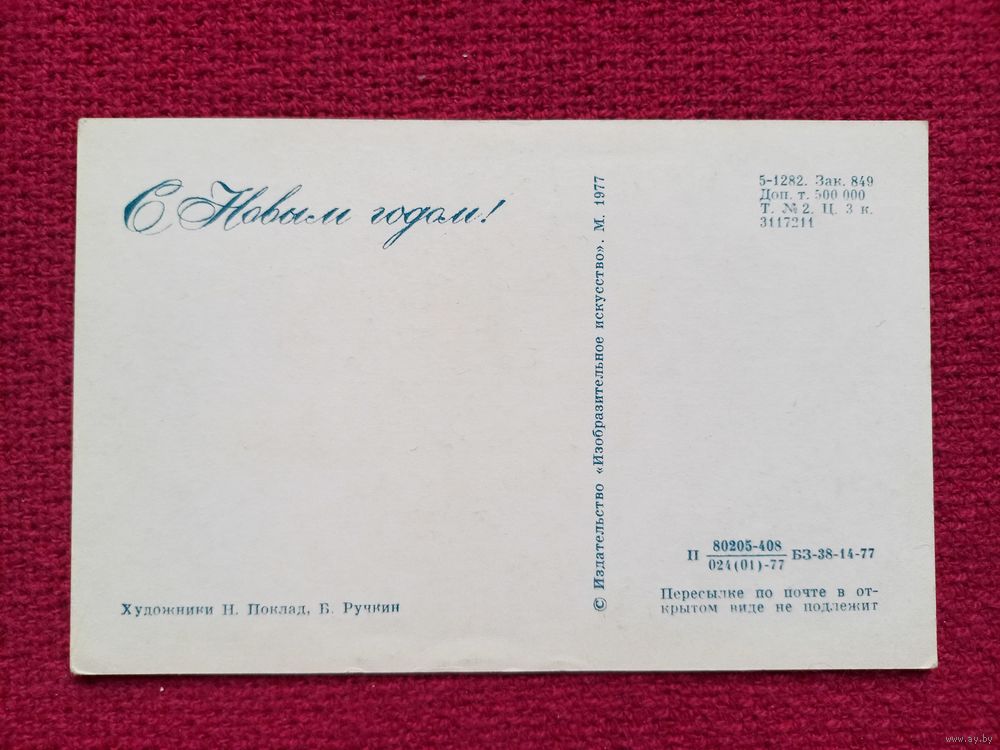 С Новым годом!
Художники Н. Поклад, Б. Ручкин
© Издательство «Изобразительное искусство». М. 1977
5-1282. Зак. 849
Доп. т. 500 000
Т. № 2. Ц. 3 к.
3117211
П 80205-408 БЗ-38-14-77
024(01)-77
Пересылке по почте в от-
крытом виде не подлежит
www.ay.by